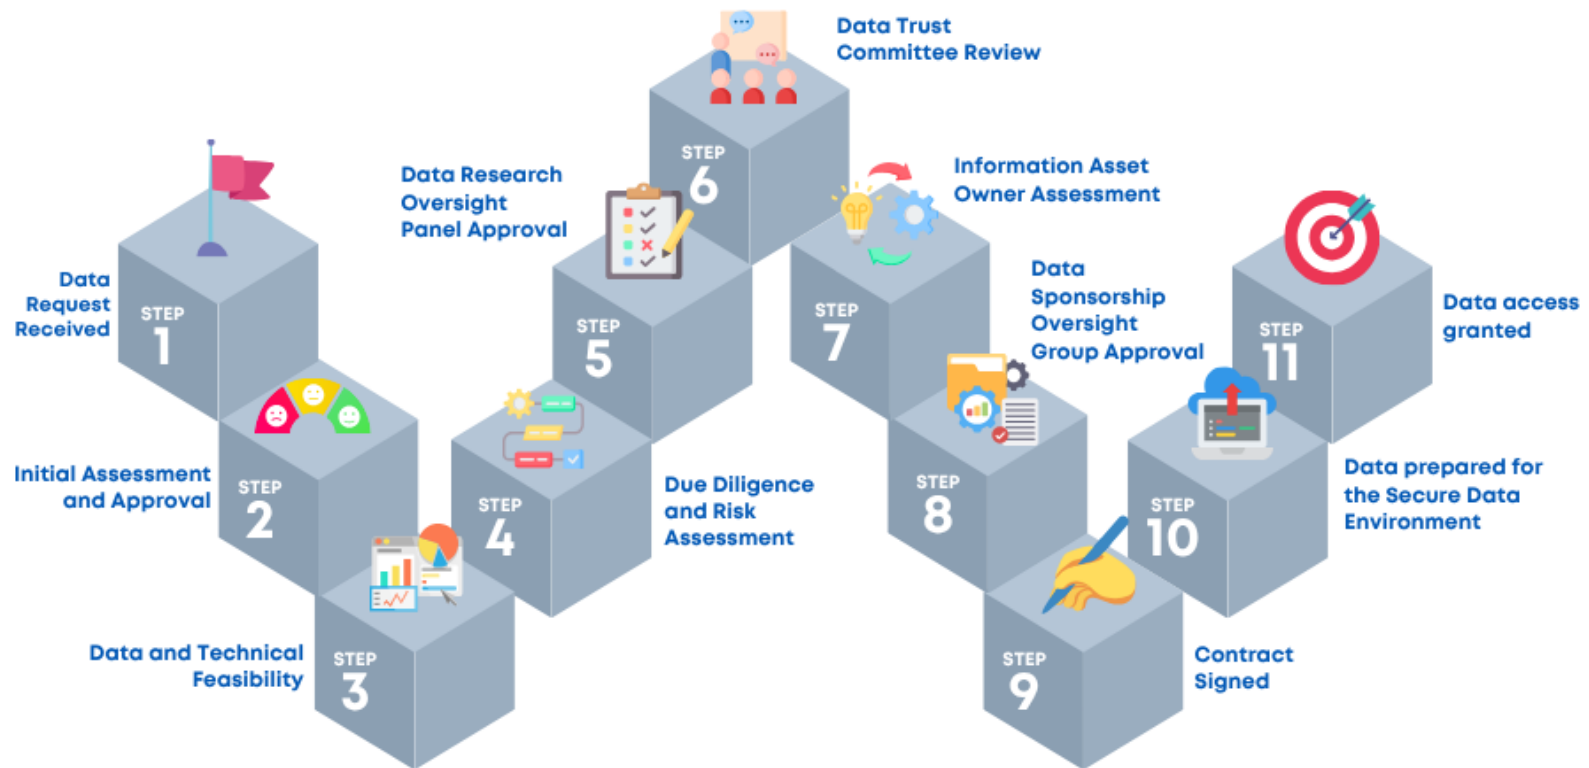 Data
Request
Received
STEP
1
Initial Assessment
and Approval
STEP
2
Data and Technical
Feasibility
STEP
3
Due Diligence
and Risk
Assessment
STEP
4
Data Research
Oversight
Panel Approval
STEP
5
Data Trust
Committee Review
STEP
6
Information Asset
Owner Assessment
STEP
7
Data
Sponsorship
Oversight
Group Approval
STEP
8
Contract
Signed
STEP
9
Data prepared for
the Secure Data
Environment
STEP
10
Data access
granted
STEP
11